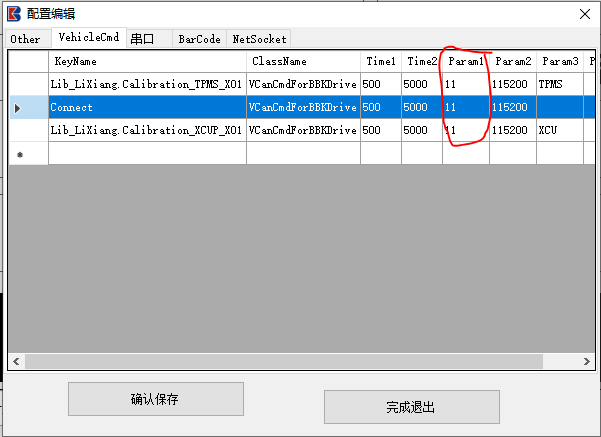 配置编辑
Other VehicleCmd 串口 BarCode NetSocket
KeyName ClassName Time1 Time2 Param1 Param2 Param3 P
Lib_LiXiang.Calibration_TPMS_X01 VCanCmdForBBKDrive 500 5000 11 115200 TPMS
Connect VCanCmdForBBKDrive 500 5000 11 115200
Lib_LiXiang.Calibration_XCUP_X01 VCanCmdForBBKDrive 500 5000 11 115200 XCU
确认保存 完成退出